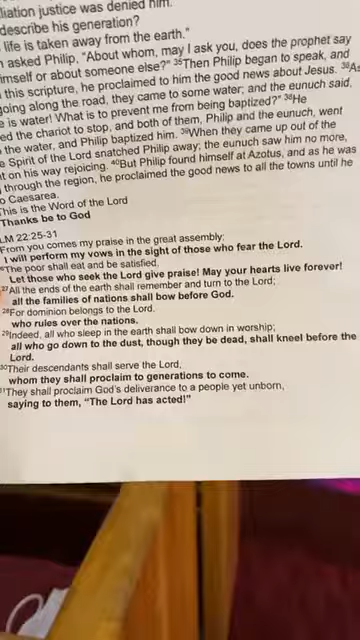 liation justice was denied him.
describe his generation?
life is taken away from the earth."
asked Philip, "About whom, may I ask you, does the prophet say
imself or about someone else?" 35Then Philip began to speak, and
this scripture, he proclaimed to him the good news about Jesus. 36As
going along the road, they came to some water; and the eunuch said,
e is water! What is to prevent me from being baptized?" 38He
ed the chariot to stop, and both of them, Philip and the eunuch, went
the water, and Philip baptized him. 39When they came up out of the
e Spirit of the Lord snatched Philip away; the eunuch saw him no more,
t on his way rejoicing. 40But Philip found himself at Azotus, and as he was
through the region, he proclaimed the good news to all the towns until he
o Caesarea.
This is the Word of the Lord
Thanks be to God
LM 22:25-31
From you comes my praise in the great assembly;
I will perform my vows in the sight of those who fear the Lord.
The poor shall eat and be satisfied,
Let those who seek the Lord give praise! May your hearts live forever!
27All the ends of the earth shall remember and turn to the Lord;
all the families of nations shall bow before God.
28For dominion belongs to the Lord,
who rules over the nations.
29Indeed, all who sleep in the earth shall bow down in worship;
all who go down to the dust, though they be dead, shall kneel before the
Lord.
30Their descendants shall serve the Lord,
whom they shall proclaim to generations to come.
31They shall proclaim God's deliverance to a people yet unborn,
saying to them, "The Lord has acted!"